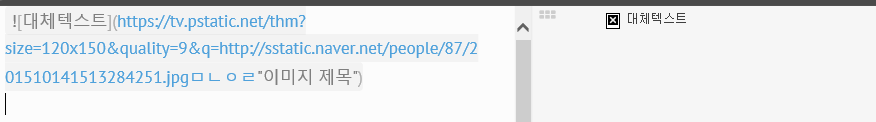 ![대체텍스트](https://tv.pstatic.net/thm?
size=120x150&quality=9&q=http://sstatic.naver.net/people/87/2
01510141513284251.jpgㅁㄴㅇㄹ"이미지 제목")
대체텍스트